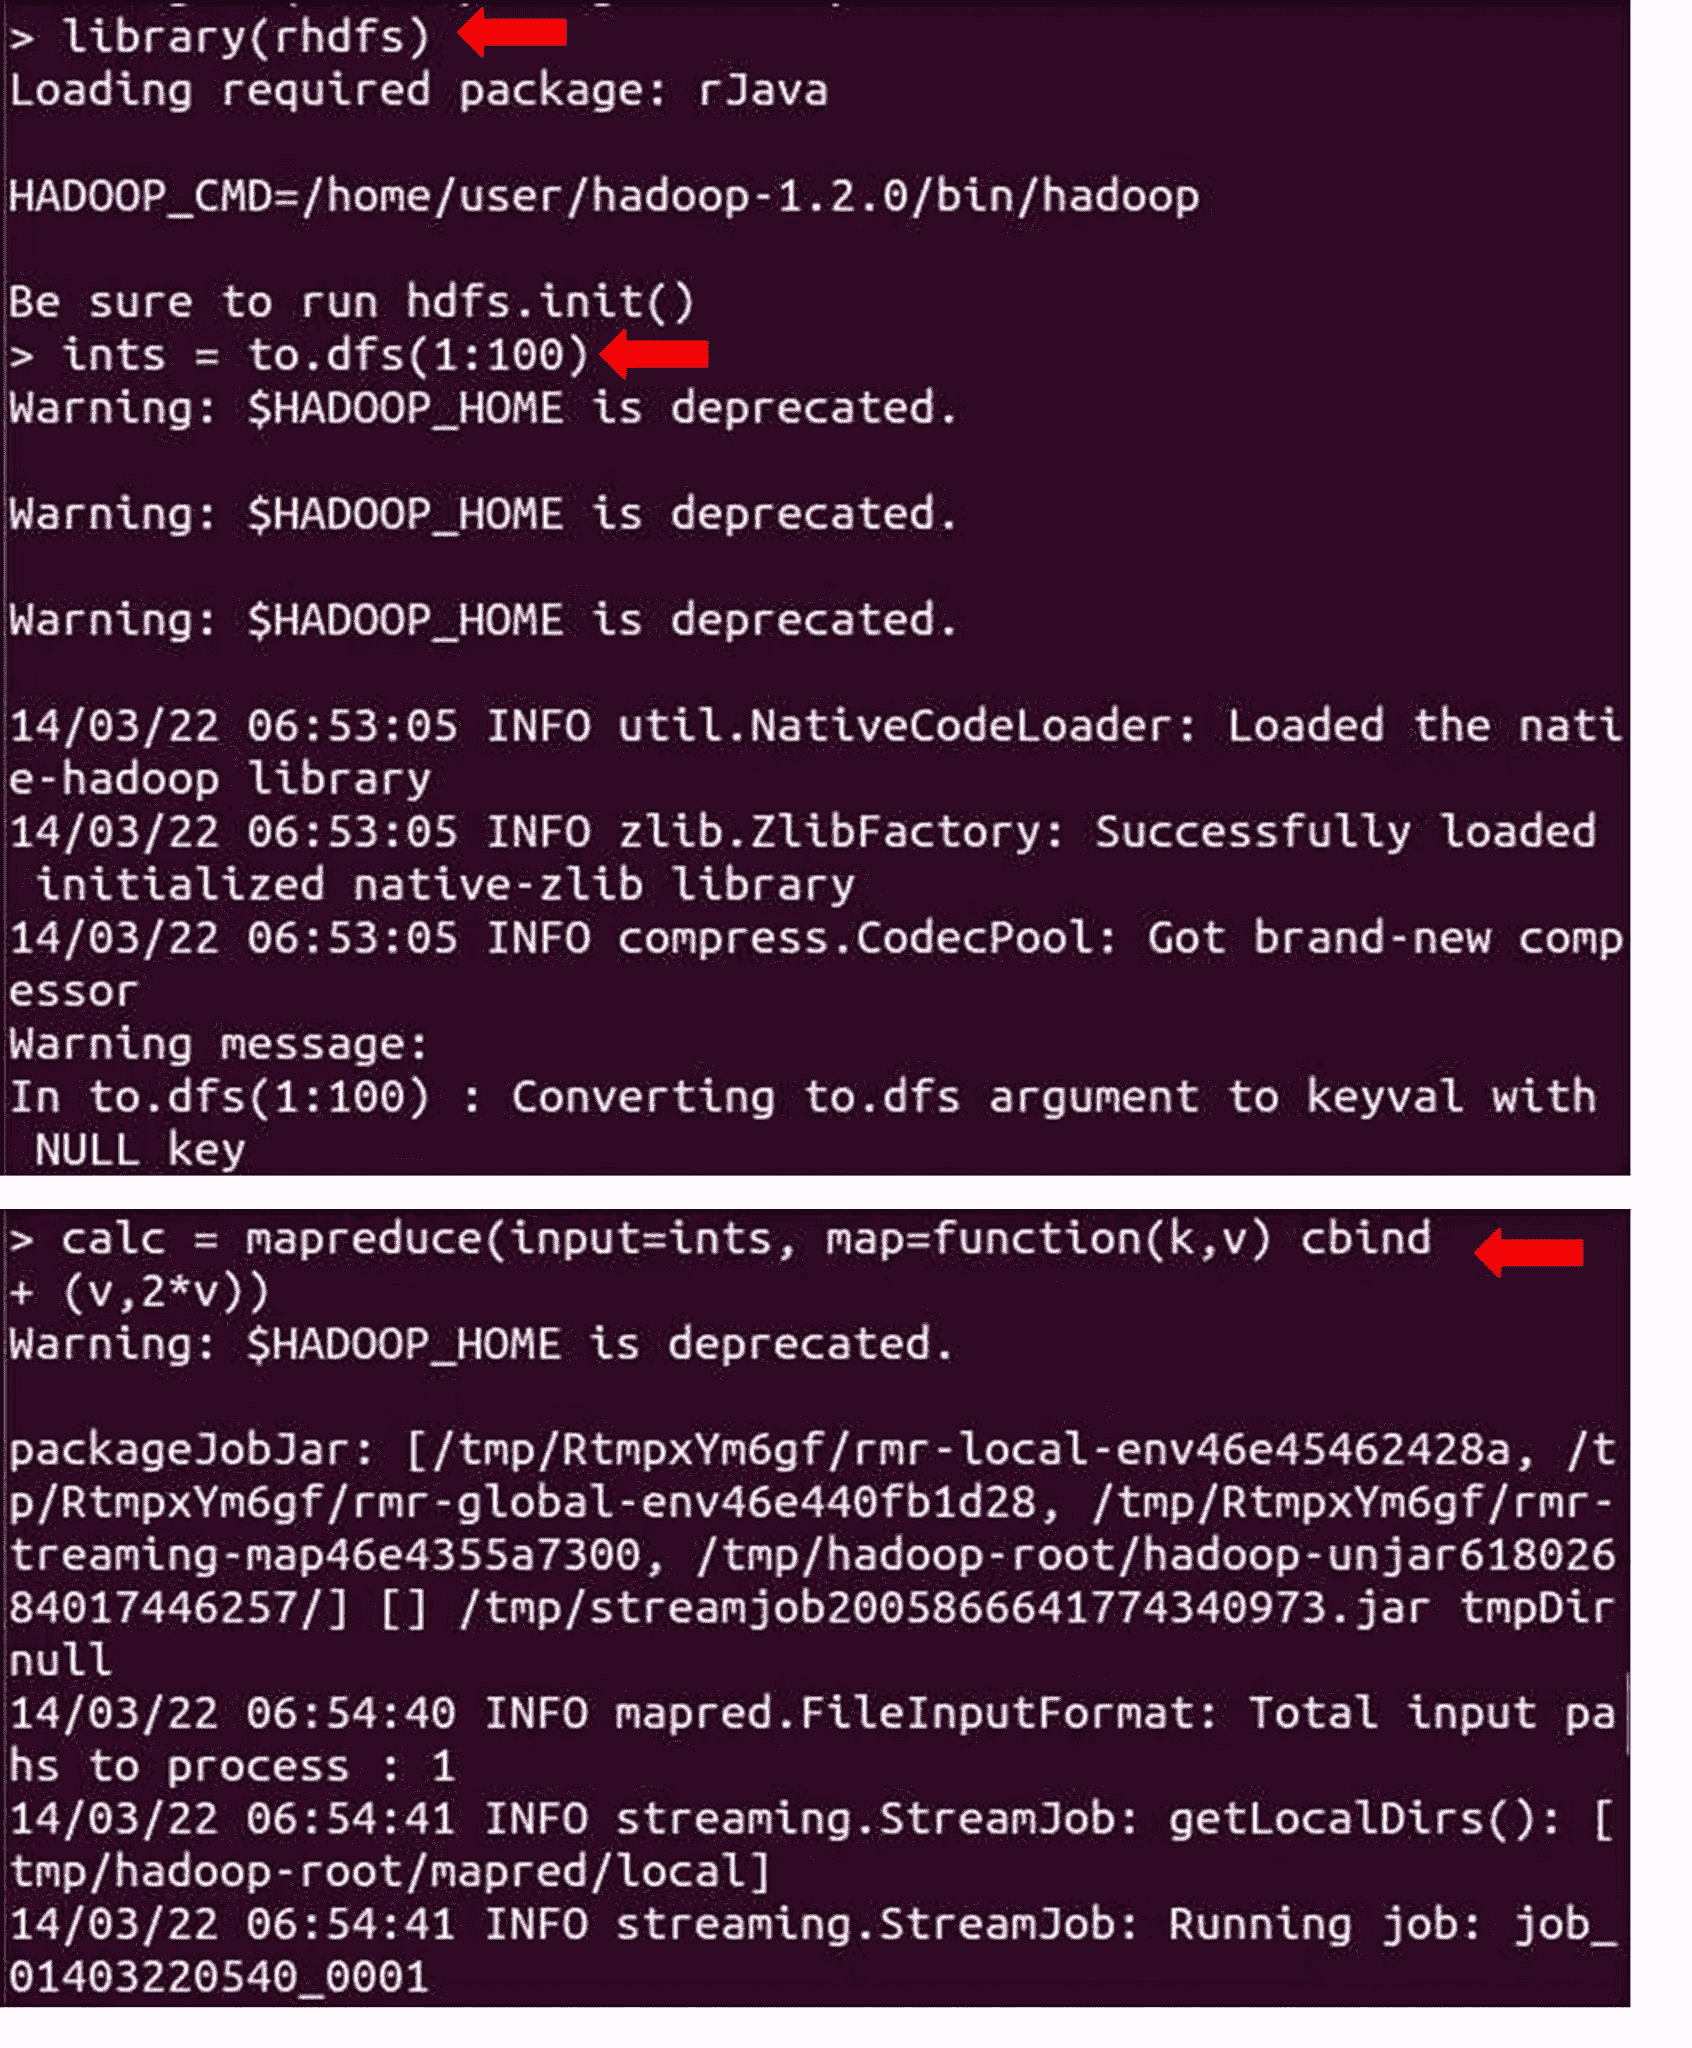 > library(rhdfs)
Loading required package: rJava
HADOOP_CMD=/home/user/hadoop-1.2.0/bin/hadoop
Be sure to run hdfs.init()
> ints = to.dfs(1:100)
Warning: $HADOOP_HOME is deprecated.
Warning: $HADOOP_HOME is deprecated.
Warning: $HADOOP_HOME is deprecated.
14/03/22 06:53:05 INFO util.NativeCodeLoader: Loaded the nati
e-hadoop library
14/03/22 06:53:05 INFO zlib.ZlibFactory: Successfully loaded
 initialized native-zlib library
14/03/22 06:53:05 INFO compress.CodecPool: Got brand-new comp
essor
Warning message:
In to.dfs(1:100) : Converting to.dfs argument to keyval with
 NULL key
> calc = mapreduce(input=ints, map=function(k,v) cbind
+ (v,2*v))
Warning: $HADOOP_HOME is deprecated.
packageJobJar: [/tmp/RtmpxYm6gf/rmr-local-env46e45462428a, /t
p/RtmpxYm6gf/rmr-global-env46e440fb1d28, /tmp/RtmpxYm6gf/rmr-
treaming-map46e4355a7300, /tmp/hadoop-root/hadoop-unjar618026
84017446257/] [] /tmp/streamjob2005866641774340973.jar tmpDir
null
14/03/22 06:54:40 INFO mapred.FileInputFormat: Total input pa
hs to process : 1
14/03/22 06:54:41 INFO streaming.StreamJob: getLocalDirs(): [
tmp/hadoop-root/mapred/local]
14/03/22 06:54:41 INFO streaming.StreamJob: Running job: job_
01403220540_0001